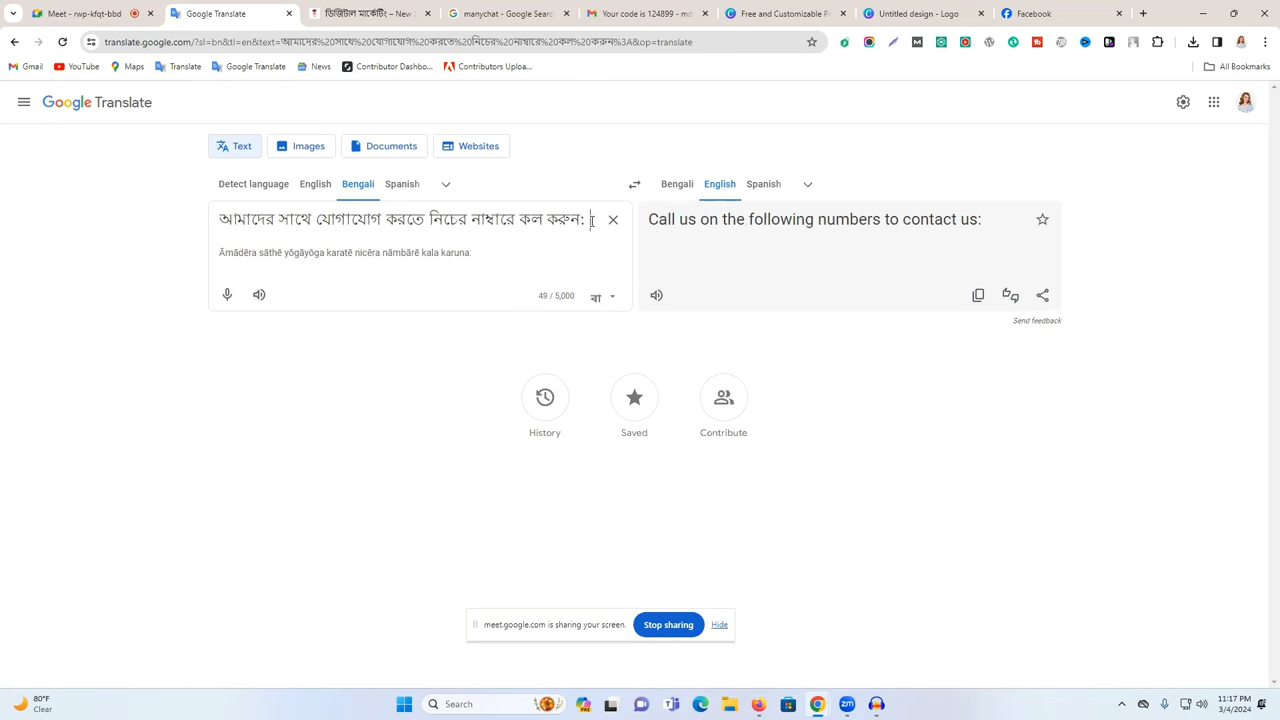 Meet - rwp-kfqt-bbd
Google Translate
ডিজিটাল মার্কেটিং – New L
manychat - Google Sear
Your code is 124899 - md
Free and Customizable P
Untitled design - Logo
Facebook
translate.google.com/?sl=bn&tl=en&text=আমাদের%20সাথে%20যোগাযোগ%20করতে%20নিচের%20নাম্বারে%20কল%20করুন%3A&op=translate
Gmail YouTube Maps Translate Google Translate News Contributor Dashbo... Contributors Uploa... All Bookmarks
Google Translate
Text Images Documents Websites
Detect language English Bengali Spanish Bengali English Spanish
আমাদের সাথে যোগাযোগ করতে নিচের নাম্বারে কল করুন:
Call us on the following numbers to contact us:
Āmādēra sāthē yōgāyōga karatē nicēra nāmbārē kala karuna:
49 / 5,000
বা
Send feedback
History Saved Contribute
meet.google.com is sharing your screen. Stop sharing Hide
80°F
Clear
Search
11:17 PM
3/4/2024